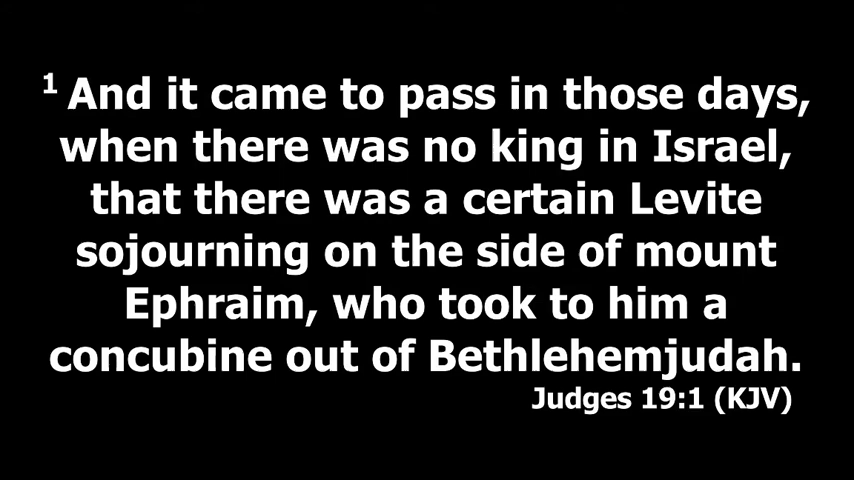 1 And it came to pass in those days,
when there was no king in Israel,
that there was a certain Levite
sojourning on the side of mount
Ephraim, who took to him a
concubine out of Bethlehemjudah.
Judges 19:1 (KJV)